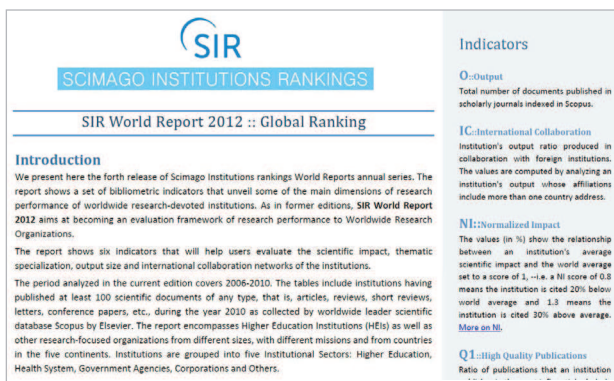 SIR
SCIMAGO INSTITUTIONS RANKINGS
SIR World Report 2012 :: Global Ranking
Introduction
We present here the forth release of Scimago Institutions rankings World Reports annual series. The
report shows a set of bibliometric indicators that unveil some of the main dimensions of research
performance of worldwide research-devoted institutions. As in former editions, SIR World Report
2012 aims at becoming an evaluation framework of research performance to Worldwide Research
Organizations.
The report shows six indicators that will help users evaluate the scientific impact, thematic
specialization, output size and international collaboration networks of the institutions.
The period analyzed in the current edition covers 2006-2010. The tables include institutions having
published at least 100 scientific documents of any type, that is, articles, reviews, short reviews,
letters, conference papers, etc., during the year 2010 as collected by worldwide leader scientific
database Scopus by Elsevier. The report encompasses Higher Education Institutions (HEIs) as well as
other research-focused organizations from different sizes, with different missions and from countries
in the five continents. Institutions are grouped into five Institutional Sectors: Higher Education,
Health System, Government Agencies, Corporations and Others.
Indicators
O::Output
Total number of documents published in
scholarly journals indexed in Scopus.
IC::International Collaboration
Institution's output ratio produced in
collaboration with foreign institutions.
The values are computed by analyzing an
institution's output whose affiliations
include more than one country address.
NI::Normalized Impact
The values (in %) show the relationship
between an institution's average
scientific impact and the world average
set to a score of 1, --i.e. a NI score of 0.8
means the institution is cited 20% below
world average and 1.3 means the
institution is cited 30% above average.
More on NI.
Q1::High Quality Publications
Ratio of publications that an institution